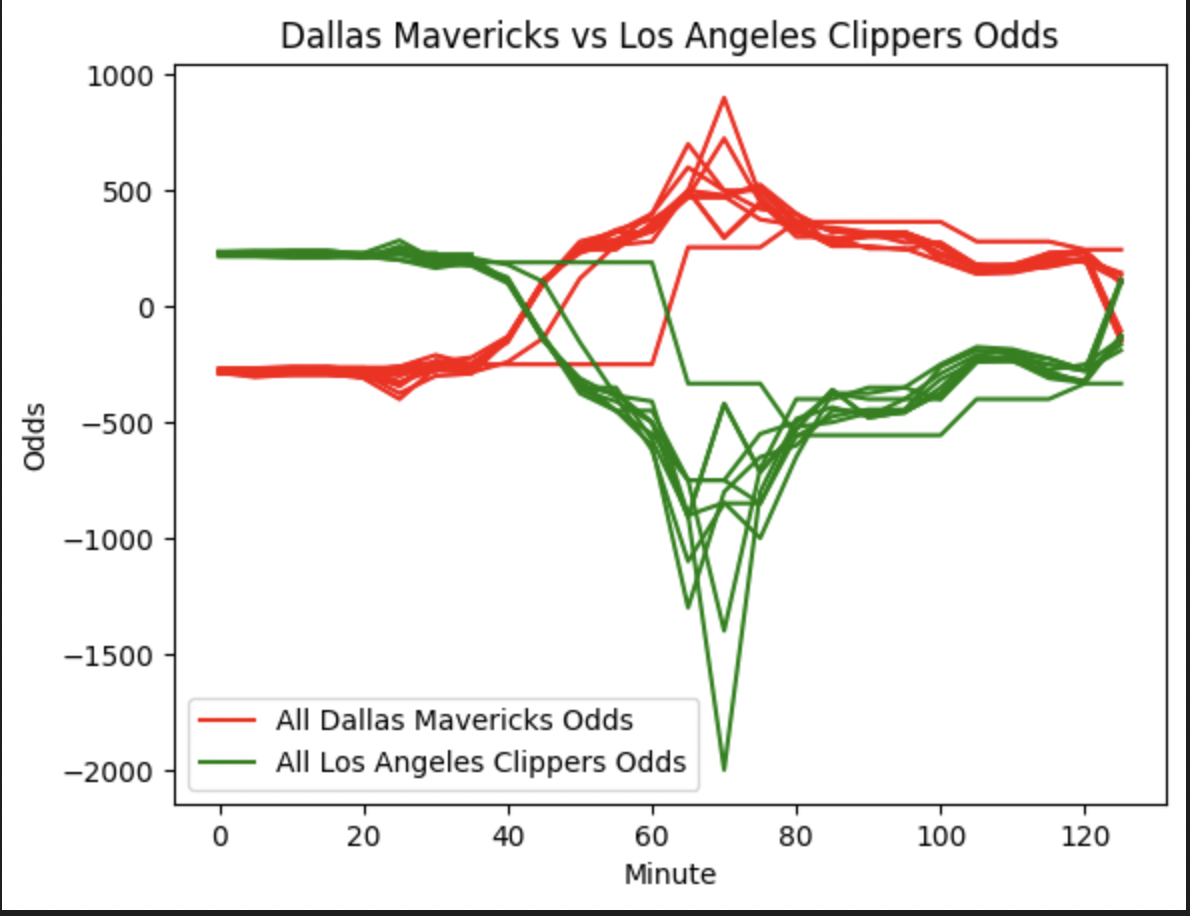 Dallas Mavericks vs Los Angeles Clippers Odds
1000
500
0
−500
−1000
−1500
−2000
Odds
All Dallas Mavericks Odds
All Los Angeles Clippers Odds
0 20 40 60 80 100 120
Minute